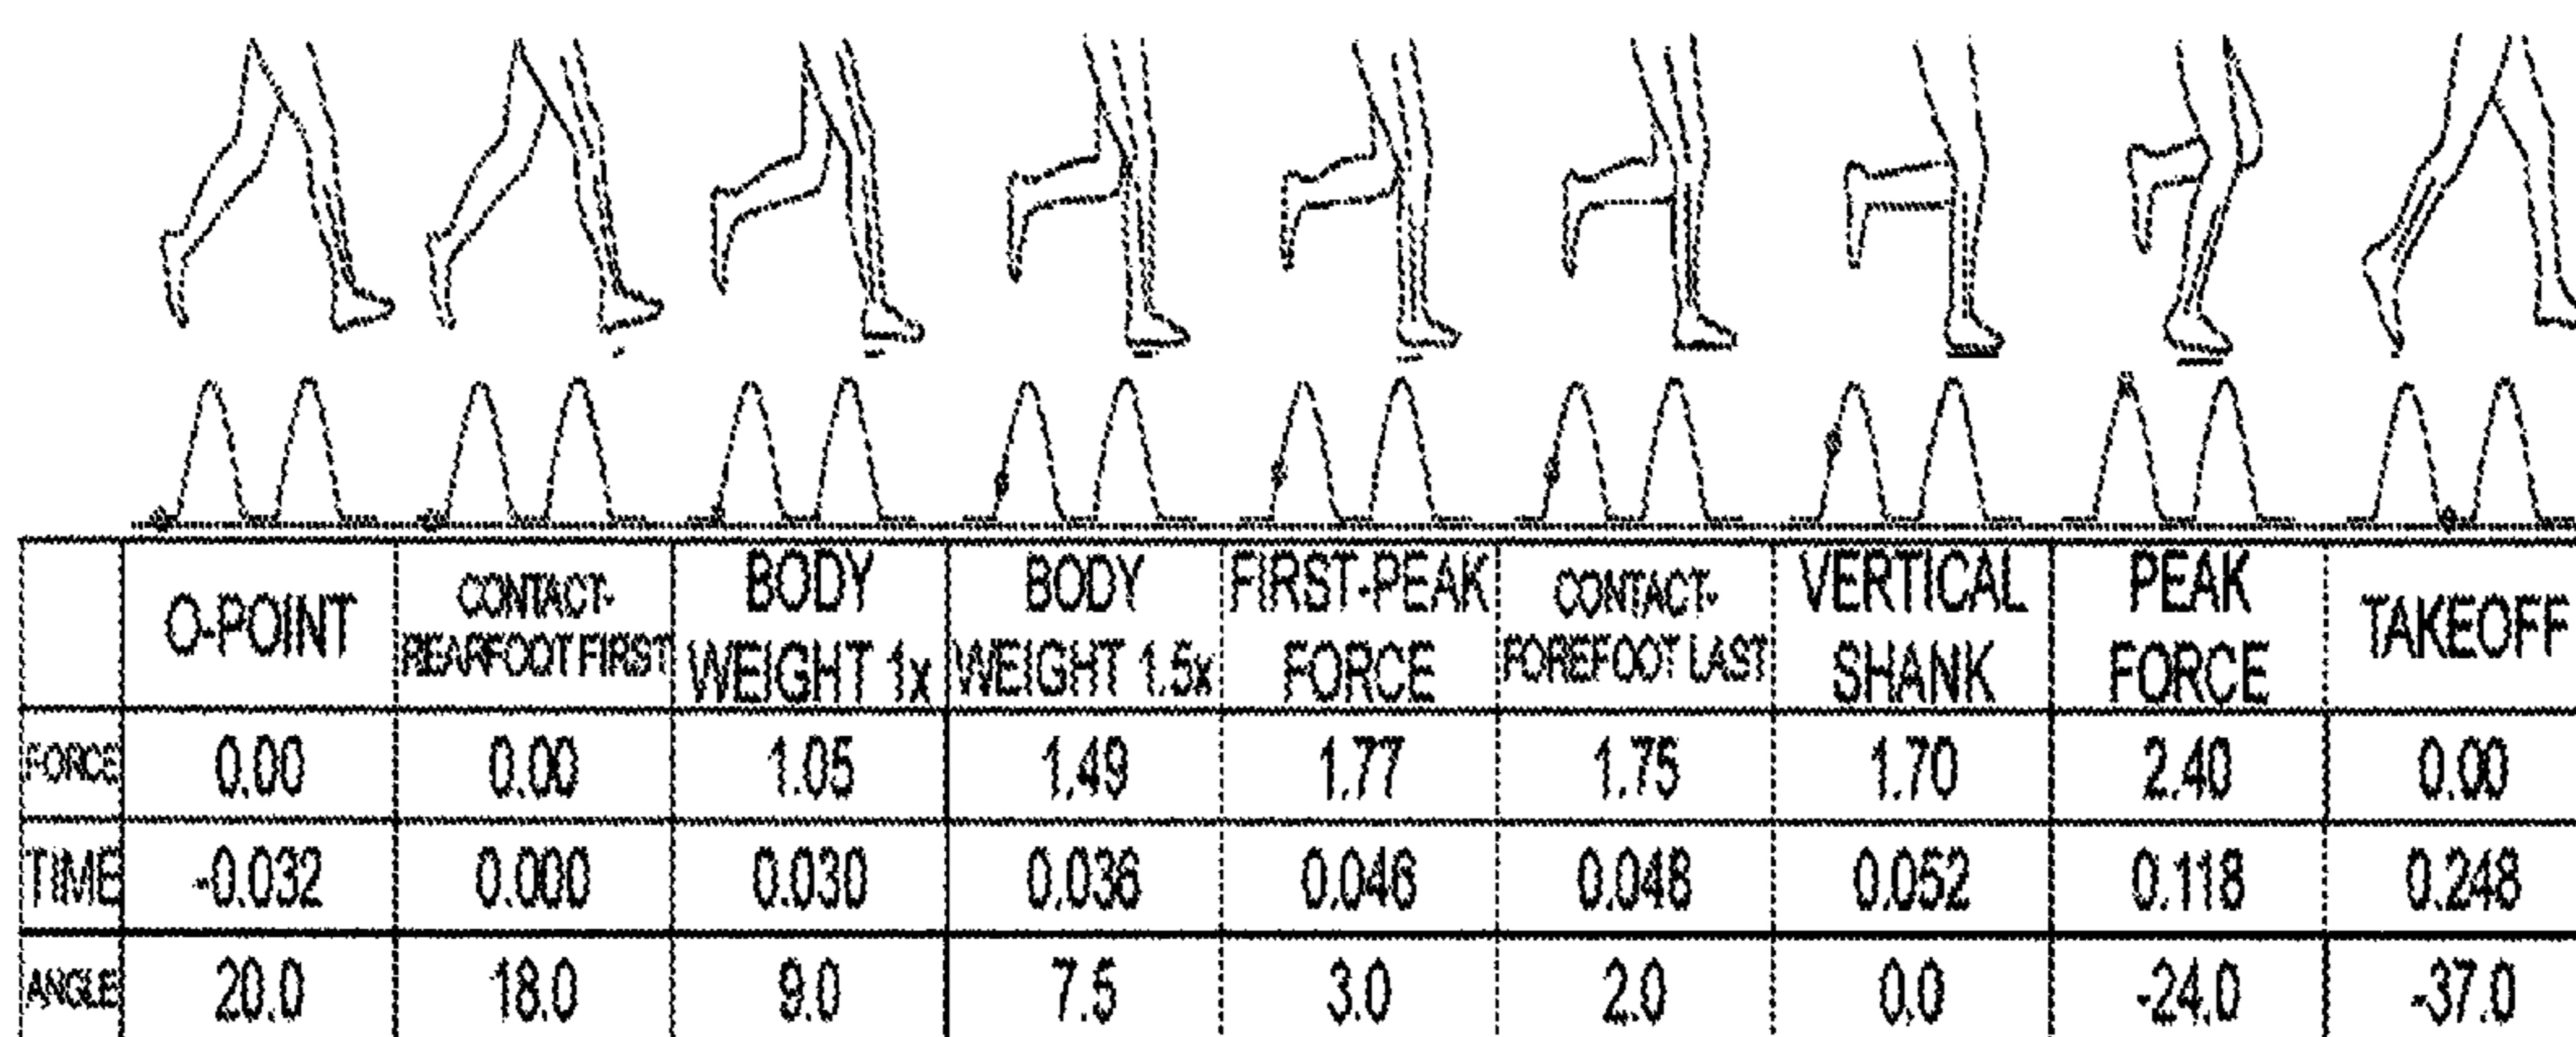 O-POINT
CONTACT-
REARFOOT FIRST
BODY
WEIGHT 1x
BODY
WEIGHT 1.5x
FIRST-PEAK
FORCE
CONTACT-
FOREFOOT LAST
VERTICAL
SHANK
PEAK
FORCE
TAKEOFF
FORCE 0.00 0.00 1.05 1.49 1.77 1.75 1.70 2.40 0.00
TIME -0.032 0.000 0.030 0.036 0.046 0.048 0.052 0.118 0.248
ANGLE 20.0 18.0 9.0 7.5 3.0 2.0 0.0 -24.0 -37.0